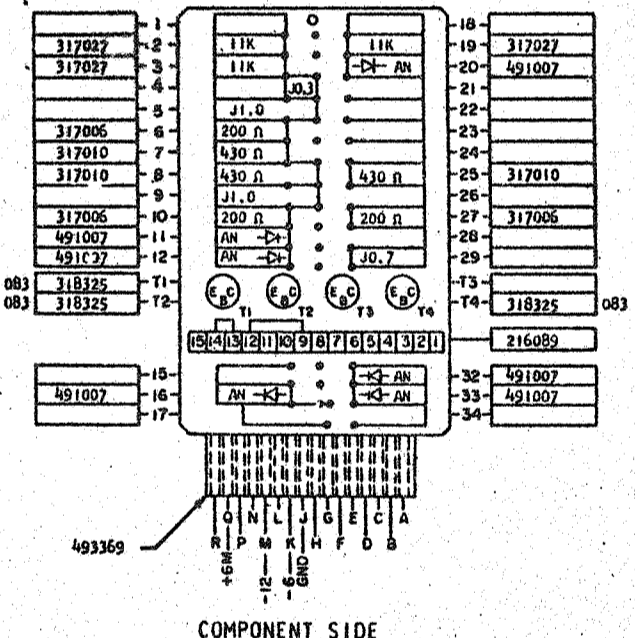 1 18
317027 2 11K 11K 19 317027
317027 3 11K AN 20 491007
4 J0.3 21
5 J1.0 22
317006 6 200 Ω 23
317010 7 430 Ω 24
317010 8 430 Ω 430 Ω 25 317010
9 J1.0 26
317006 10 200 Ω 200 Ω 27 317006
491007 11 AN 28
491007 12 AN J0.7 29
083 318325 T1 T3
083 318325 T2 T4 318325 083
E B C E B C E B C E B C
T1 T2 T3 T4
15 14 13 12 11 10 9 8 7 6 5 4 3 2 1 216089
15 AN 32 491007
491007 16 AN AN 33 491007
17 34
493369
R Q P N M L K J H G F E D C B A
+6M -12 -6 GND
COMPONENT SIDE